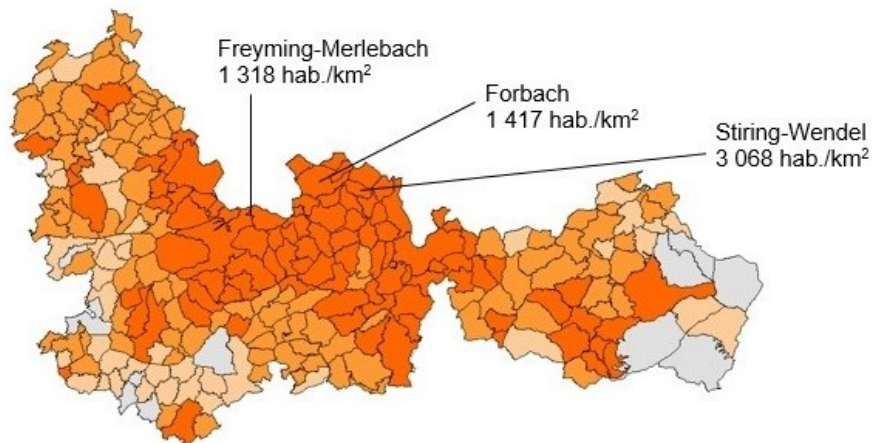 Freyming-Merlebach
1 318 hab./km²
Forbach
1 417 hab./km²
Stiring-Wendel
3 068 hab./km²